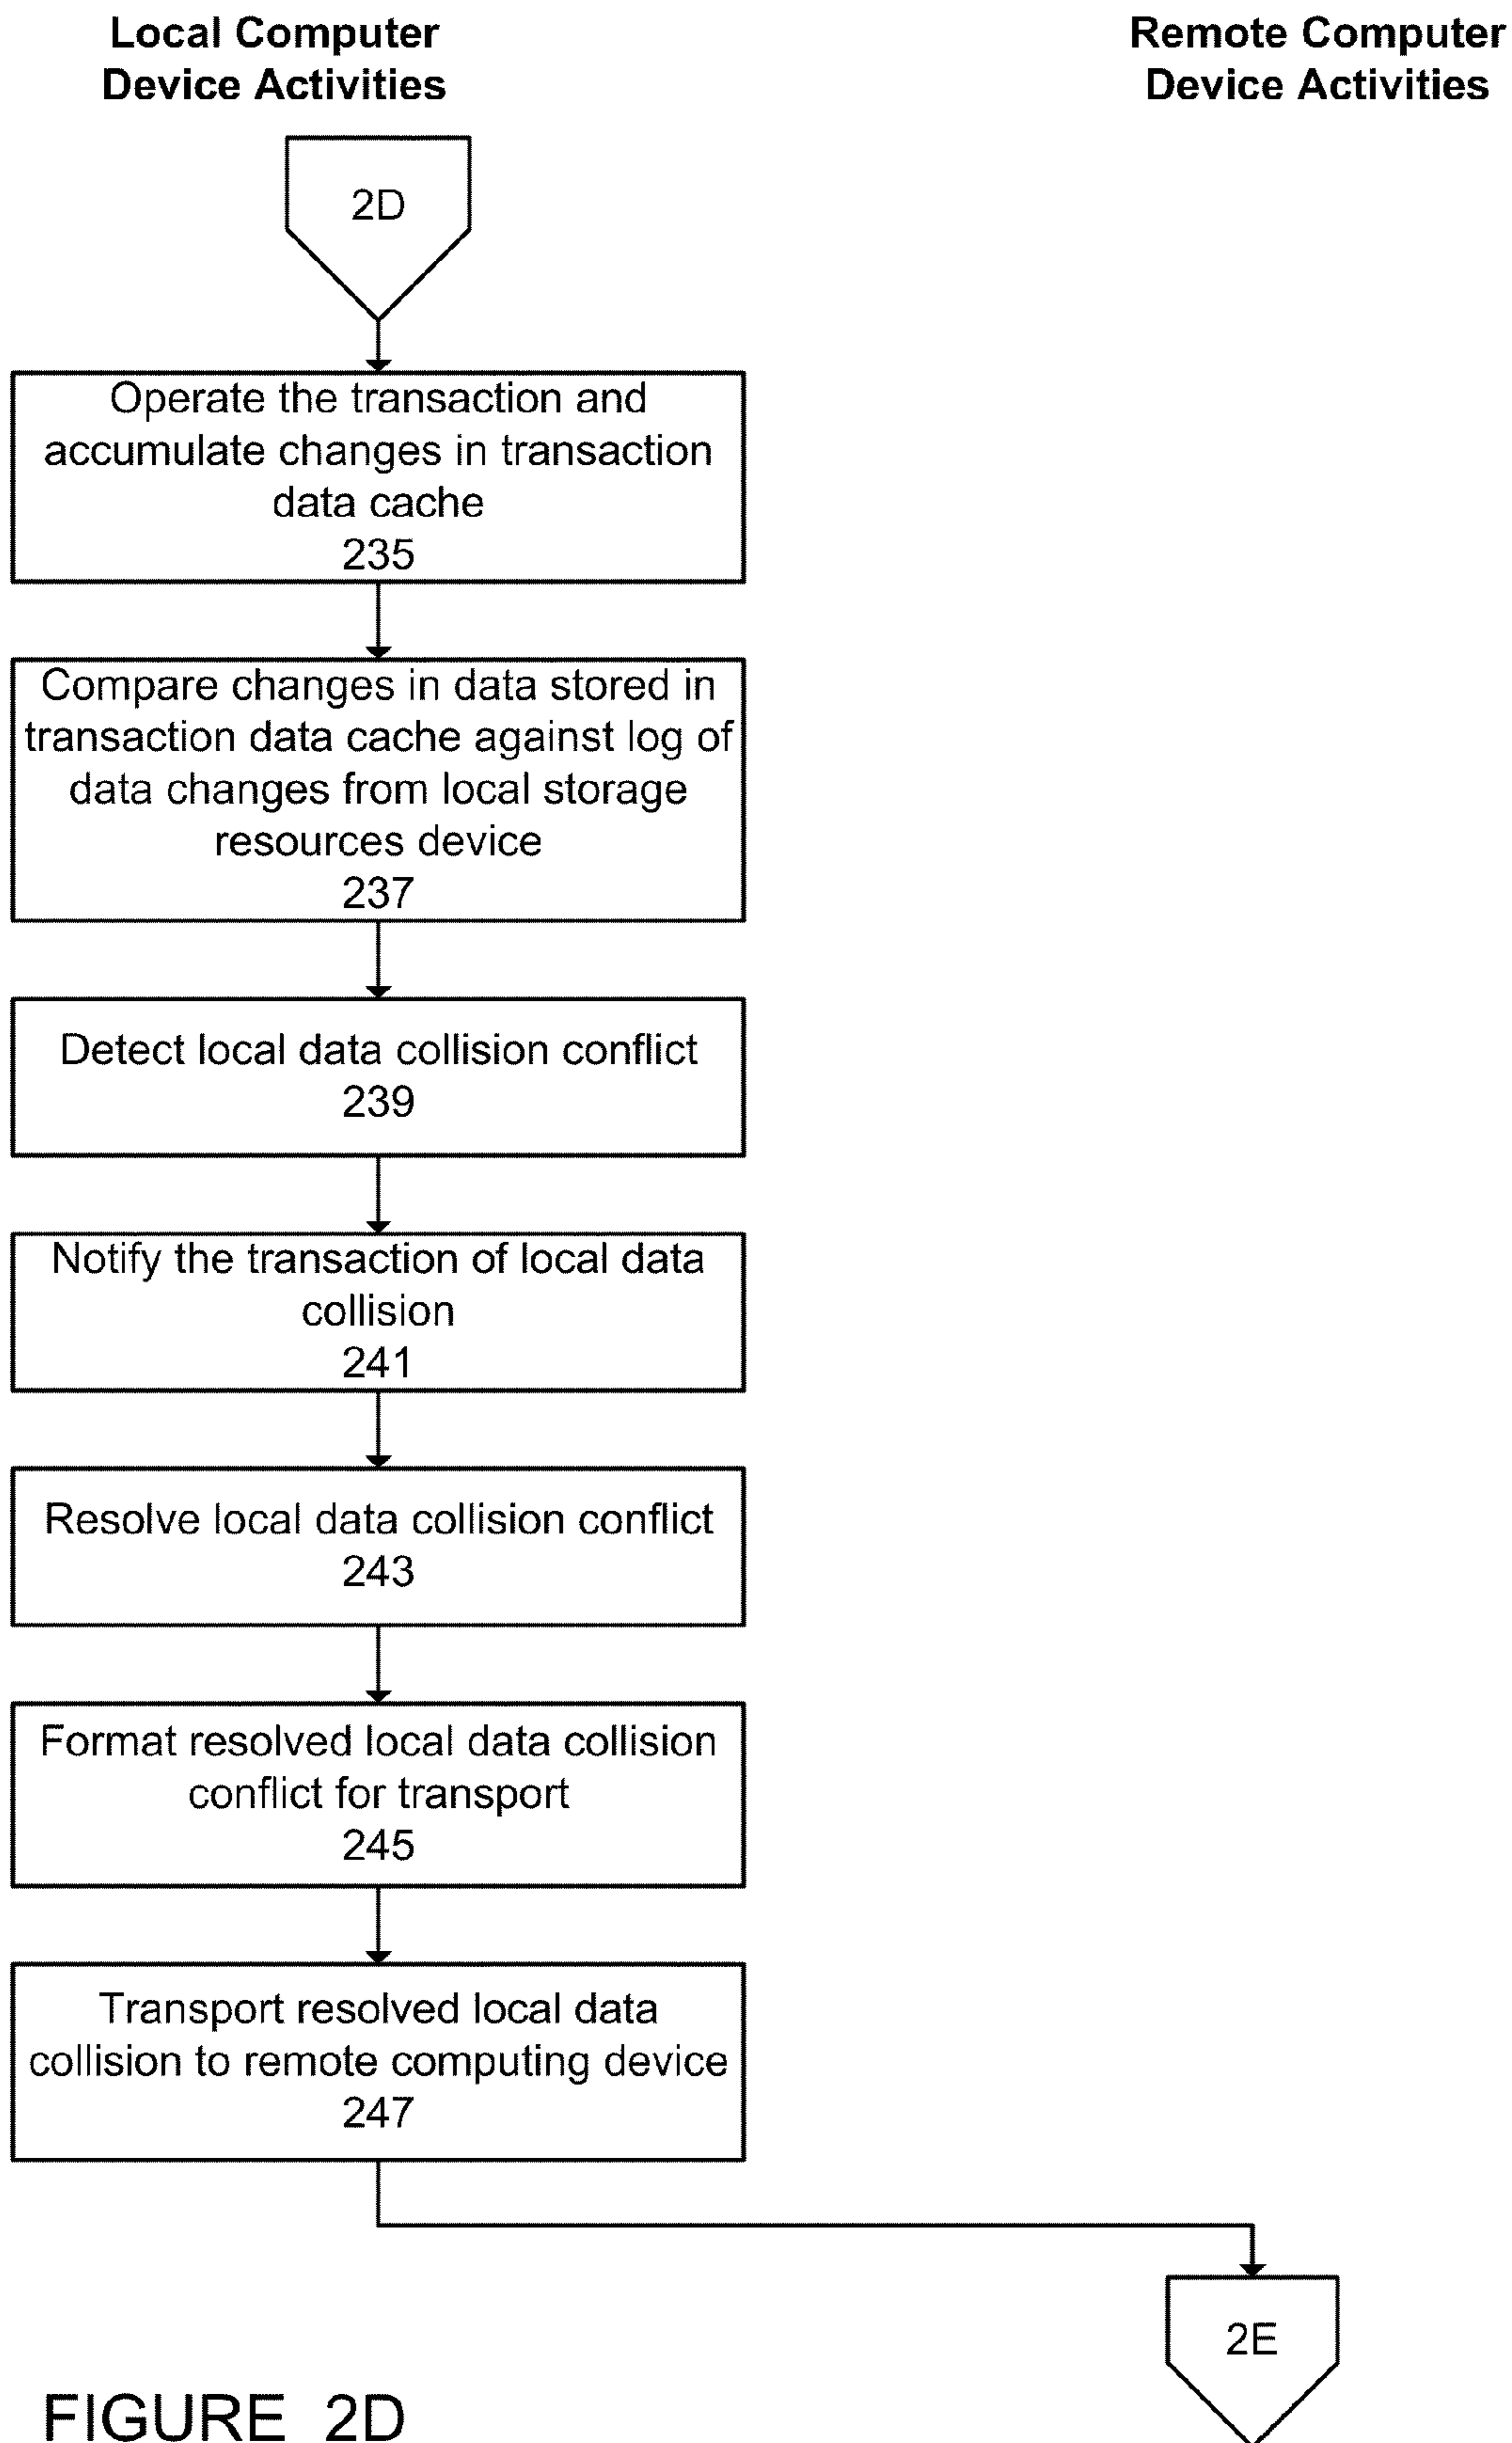 Local Computer
Device Activities
Remote Computer
Device Activities
2D
Operate the transaction and
accumulate changes in transaction
data cache
235
Compare changes in data stored in
transaction data cache against log of
data changes from local storage
resources device
237
Detect local data collision conflict
239
Notify the transaction of local data
collision
241
Resolve local data collision conflict
243
Format resolved local data collision
conflict for transport
245
Transport resolved local data
collision to remote computing device
247
2E
FIGURE 2D